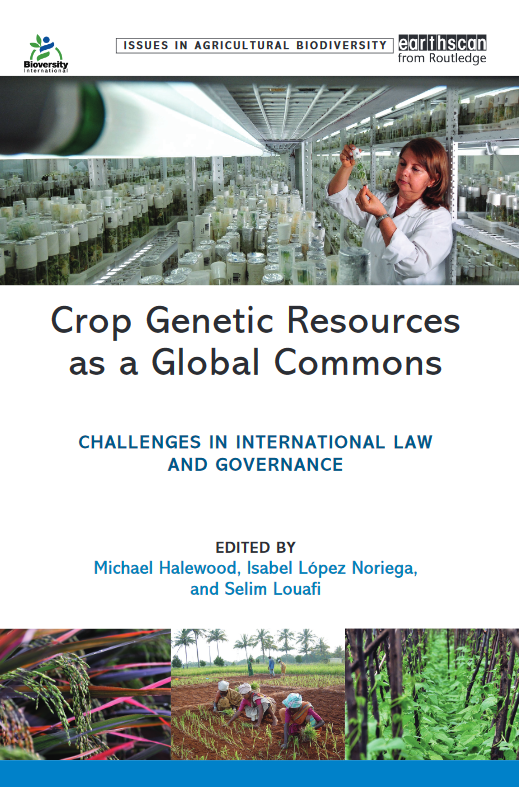 Bioversity
International
ISSUES IN AGRICULTURAL BIODIVERSITY
earthscan
from Routledge
Crop Genetic Resources
as a Global Commons
CHALLENGES IN INTERNATIONAL LAW
AND GOVERNANCE
EDITED BY
Michael Halewood, Isabel López Noriega,
and Selim Louafi